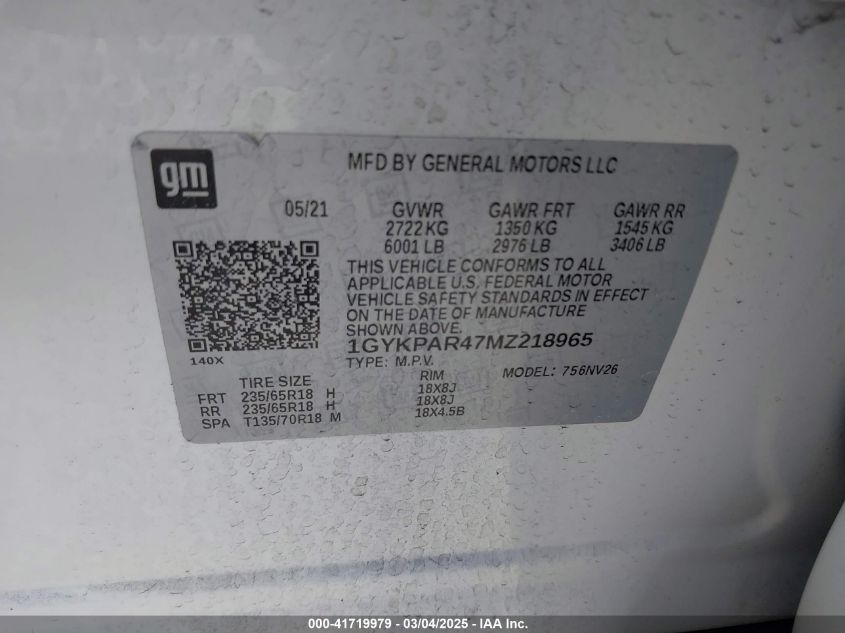 gm
MFD BY GENERAL MOTORS LLC
05/21 GVWR GAWR FRT GAWR RR
2722 KG 1350 KG 1545 KG
6001 LB 2976 LB 3406 LB
THIS VEHICLE CONFORMS TO ALL
APPLICABLE U.S. FEDERAL MOTOR
VEHICLE SAFETY STANDARDS IN EFFECT
ON THE DATE OF MANUFACTURE
SHOWN ABOVE.
1GYKPAR47MZ218965
140X
TYPE: M.P.V. MODEL: 756NV26
TIRE SIZE RIM
FRT 235/65R18 H 18X8J
RR 235/65R18 H 18X8J
SPA T135/70R18 M 18X4.5B
000-41719979 — 03/04/2025 — IAA Inc.